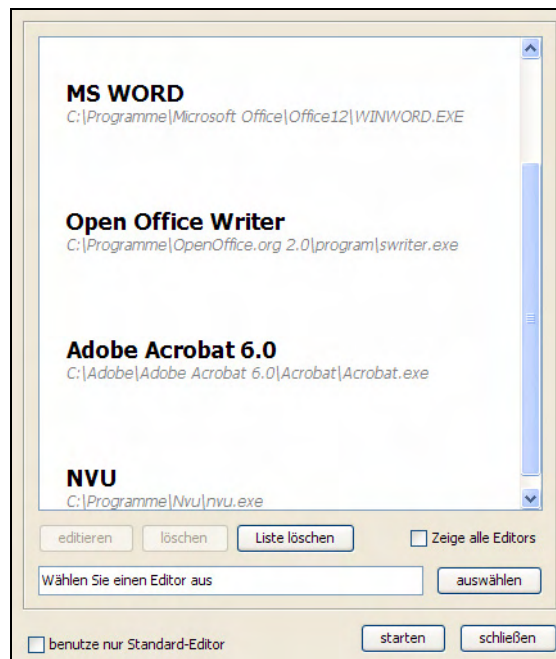 MS WORD
C:\Programme\Microsoft Office\Office12\WINWORD.EXE
Open Office Writer
C:\Programme\OpenOffice.org 2.0\program\swriter.exe
Adobe Acrobat 6.0
C:\Adobe\Adobe Acrobat 6.0\Acrobat\Acrobat.exe
NVU
C:\Programme\Nvu\nvu.exe
editieren löschen Liste löschen Zeige alle Editors
Wählen Sie einen Editor aus auswählen
benutze nur Standard-Editor starten schließen